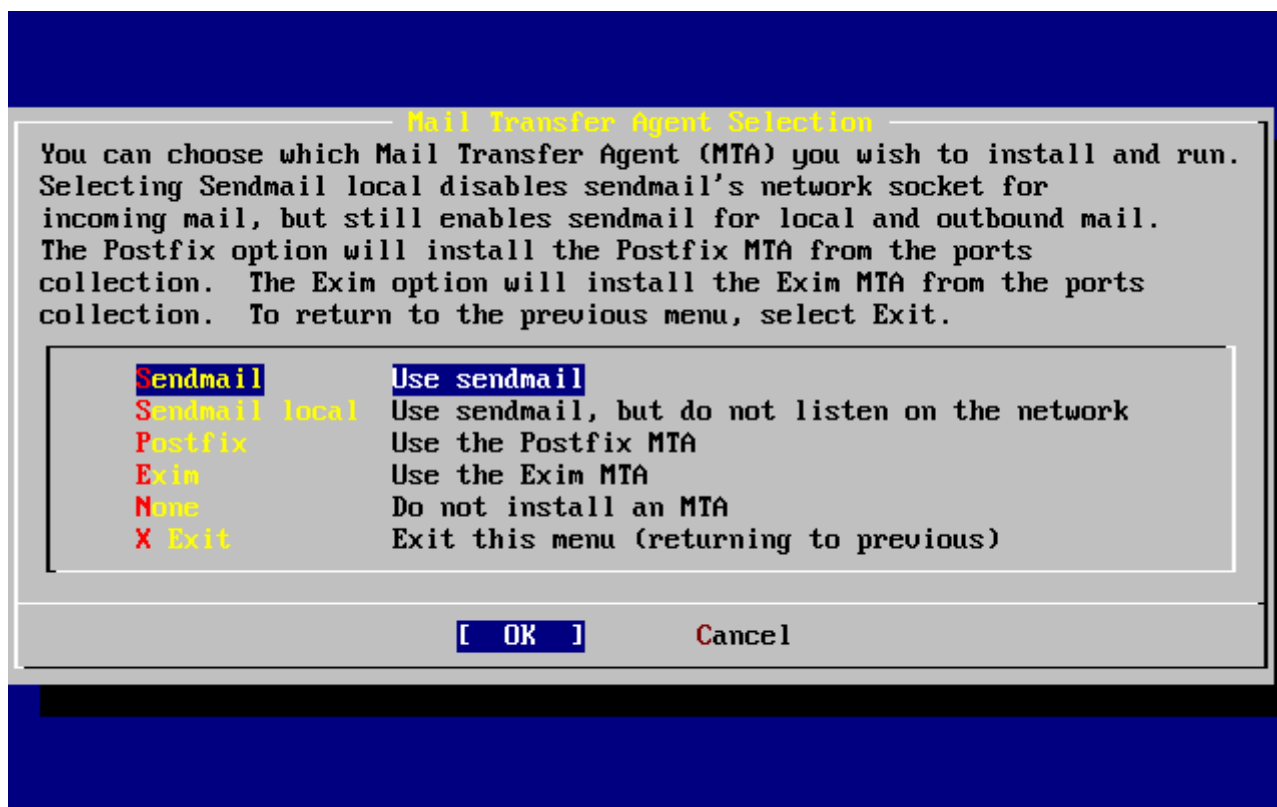 Mail Transfer Agent Selection
You can choose which Mail Transfer Agent (MTA) you wish to install and run.
Selecting Sendmail local disables sendmail's network socket for
incoming mail, but still enables sendmail for local and outbound mail.
The Postfix option will install the Postfix MTA from the ports
collection.  The Exim option will install the Exim MTA from the ports
collection.  To return to the previous menu, select Exit.
Sendmail Use sendmail
Sendmail local Use sendmail, but do not listen on the network
Postfix Use the Postfix MTA
Exim Use the Exim MTA
None Do not install an MTA
X Exit Exit this menu (returning to previous)
[ OK ] Cancel